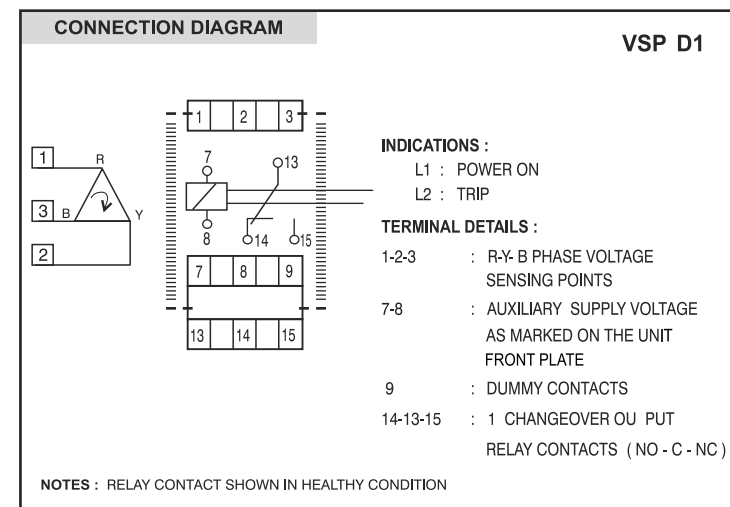 CONNECTION DIAGRAM
VSP D1
1 2 3
1 R
7 13
3 B Y
2
8 14 15
7 8 9
13 14 15
INDICATIONS :
L1 : POWER ON
L2 : TRIP
TERMINAL DETAILS :
1-2-3 : R-Y- B PHASE VOLTAGE
SENSING POINTS
7-8 : AUXILIARY SUPPLY VOLTAGE
AS MARKED ON THE UNIT
FRONT PLATE
9 : DUMMY CONTACTS
14-13-15 : 1 CHANGEOVER OU PUT
RELAY CONTACTS ( NO - C - NC )
NOTES : RELAY CONTACT SHOWN IN HEALTHY CONDITION